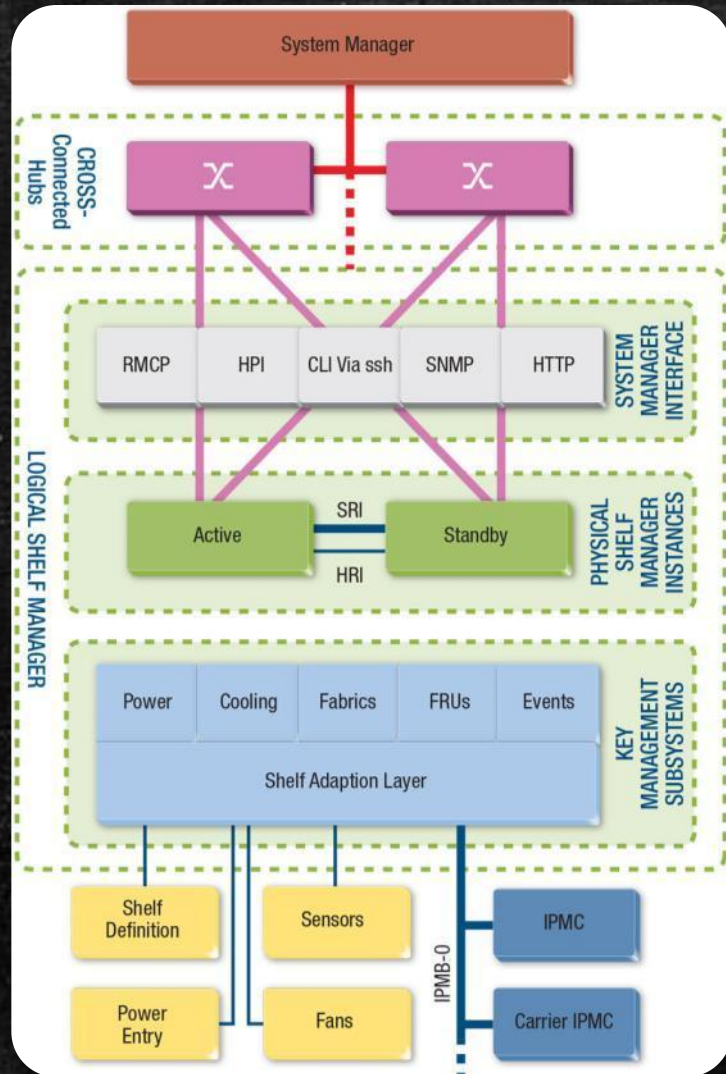 System Manager
CROSS-
Connected
Hubs
RMCP
HPI
CLI Via ssh
SNMP
HTTP
SYSTEM
MANAGER
INTERFACE
LOGICAL SHELF MANAGER
Active
SRI
HRI
Standby
PHYSICAL
SHELF
MANAGER
INSTANCES
Power
Cooling
Fabrics
FRUs
Events
Shelf Adaption Layer
KEY
MANAGEMENT
SUBSYSTEMS
Shelf
Definition
Sensors
IPMB-0
IPMC
Power
Entry
Fans
Carrier IPMC